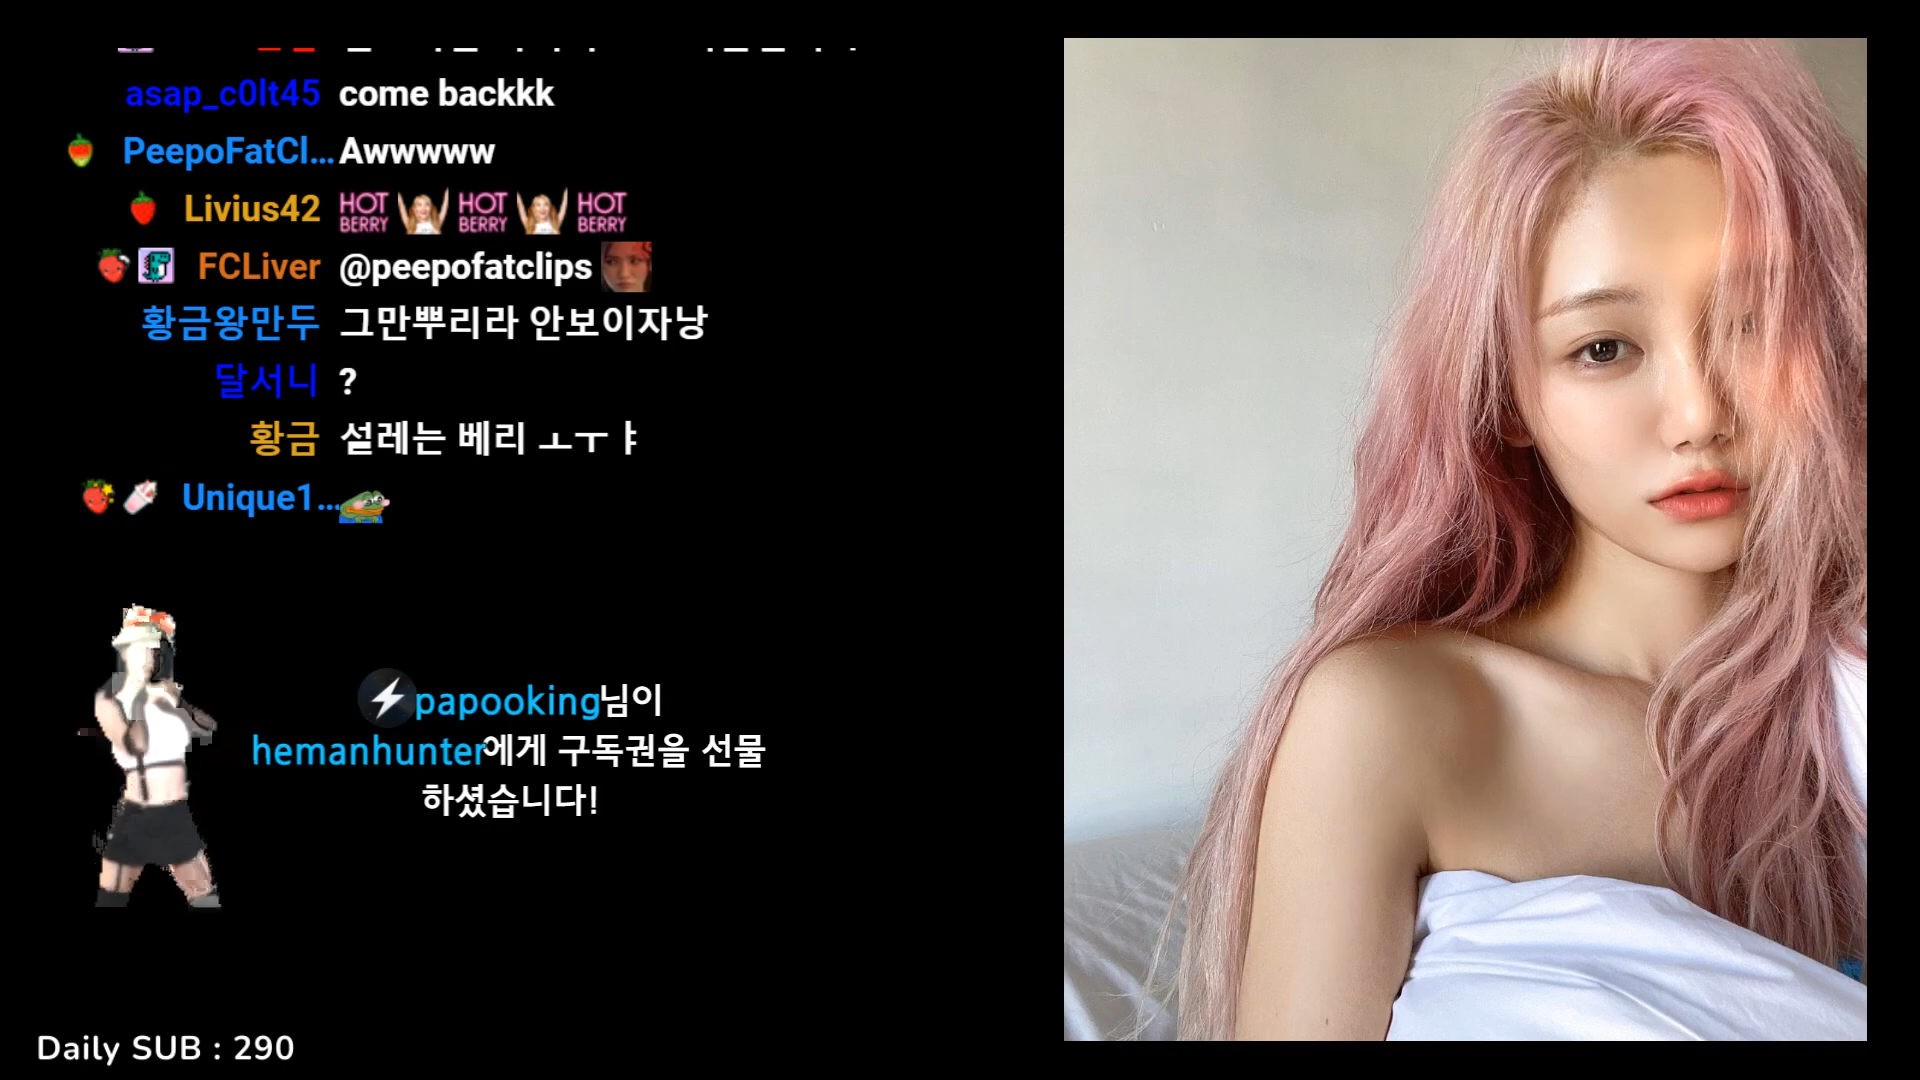 asap_c0lt45 come backkk
PeepoFatCl... Awwwww
Livius42 HOT BERRY HOT BERRY HOT BERRY
FCLiver @peepofatclips
황금왕만두 그만뿌리라 안보이자낭
달서니 ?
황금 설레는 베리 ㅗㅜㅑ
Unique1...
papooking님이
hemanhunter에게 구독권을 선물
하셨습니다!
Daily SUB : 290